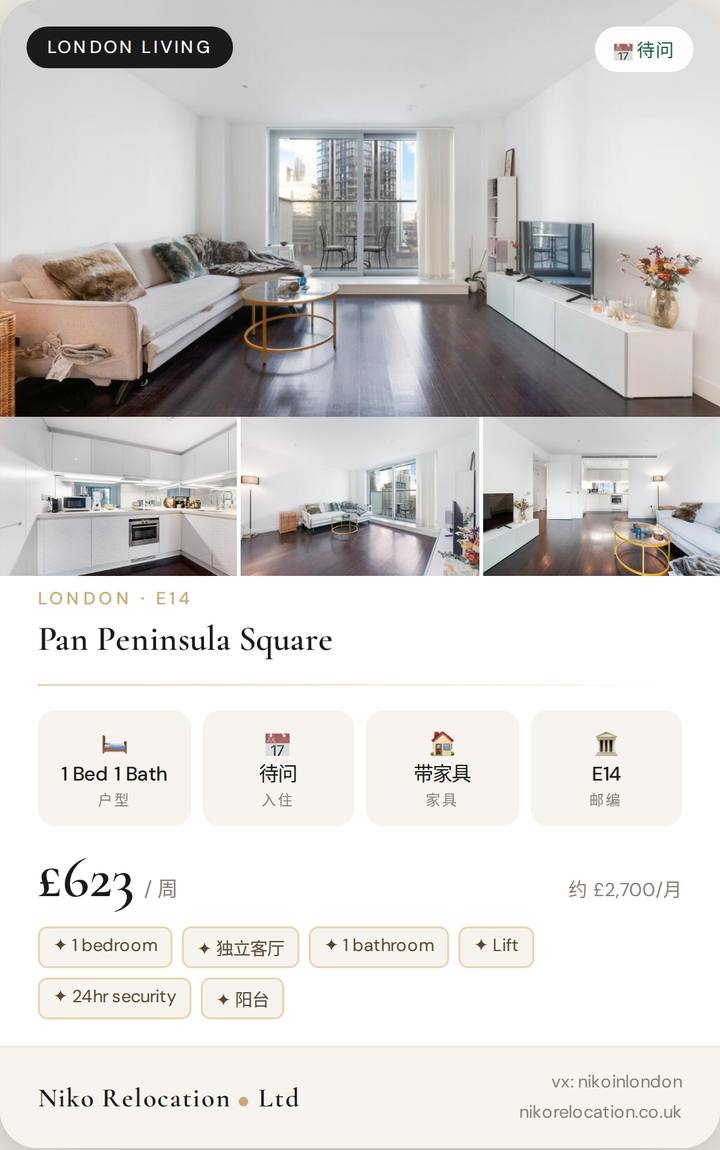 LONDON LIVING
📅 待问
LONDON · E14
Pan Peninsula Square
1 Bed 1 Bath
户型
待问
入住
带家具
家具
E14
邮编
£623 / 周
约 £2,700/月
✦ 1 bedroom
✦ 独立客厅
✦ 1 bathroom
✦ Lift
✦ 24hr security
✦ 阳台
Niko Relocation • Ltd
vx: nikoinlondon
nikorelocation.co.uk